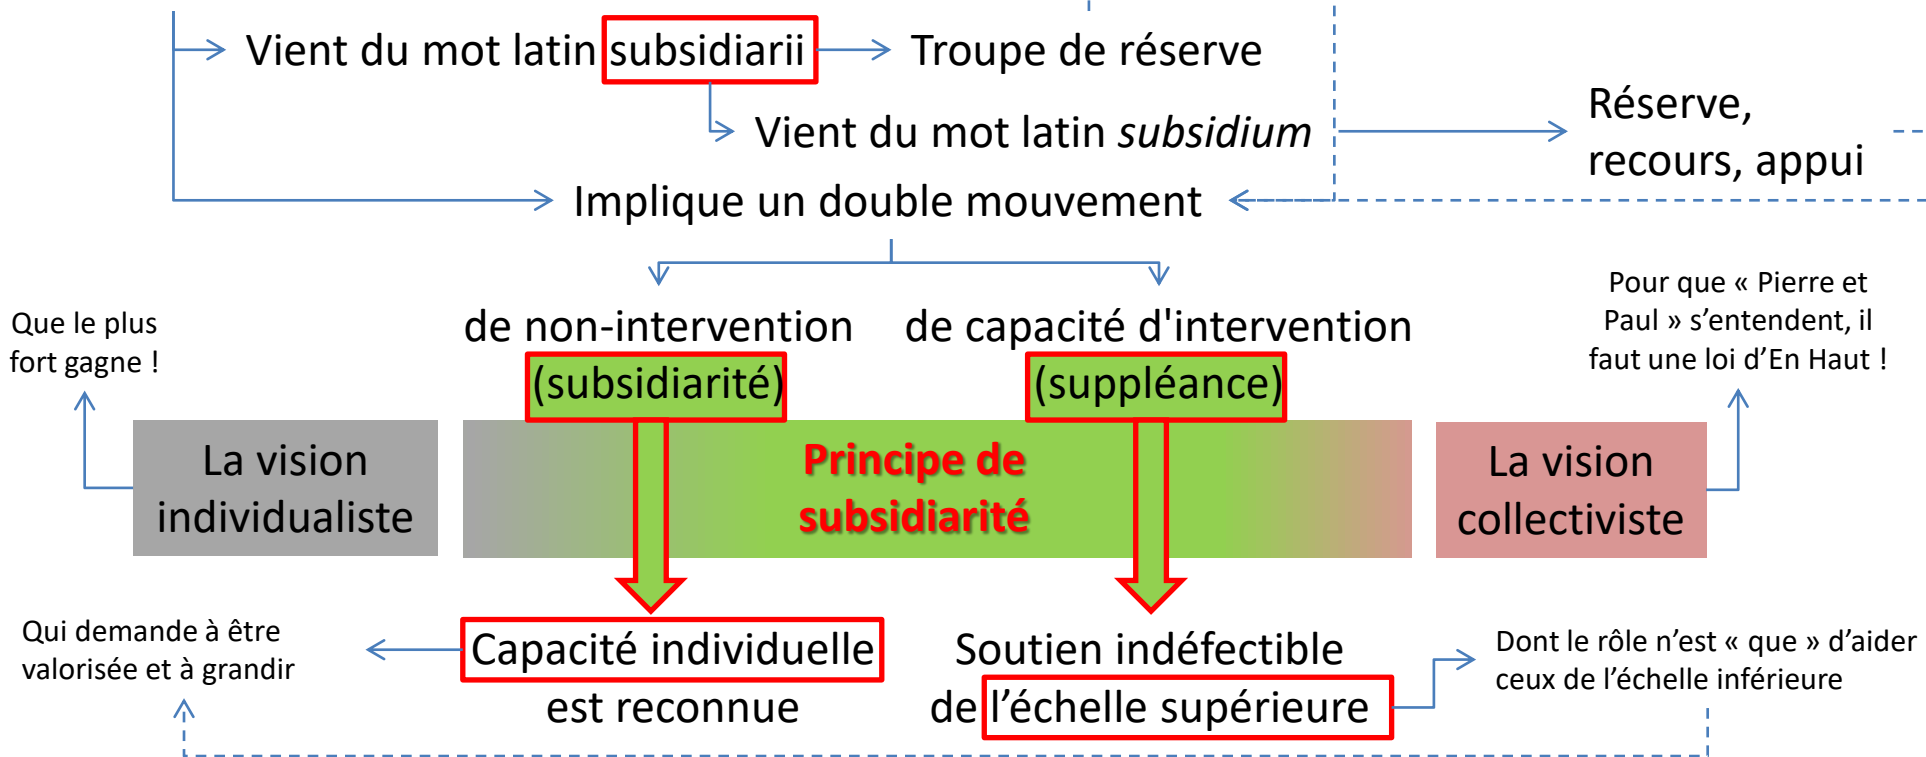 Vient du mot latin subsidiarii
Troupe de réserve
Vient du mot latin subsidium
Réserve,
recours, appui
Implique un double mouvement
de non-intervention
(subsidiarité)
de capacité d'intervention
(suppléance)
Que le plus
fort gagne !
Pour que « Pierre et
Paul » s’entendent, il
faut une loi d’En Haut !
La vision
individualiste
Principe de
subsidiarité
La vision
collectiviste
Qui demande à être
valorisée et à grandir
Capacité individuelle
est reconnue
Soutien indéfectible
de l’échelle supérieure
Dont le rôle n’est « que » d’aider
ceux de l’échelle inférieure